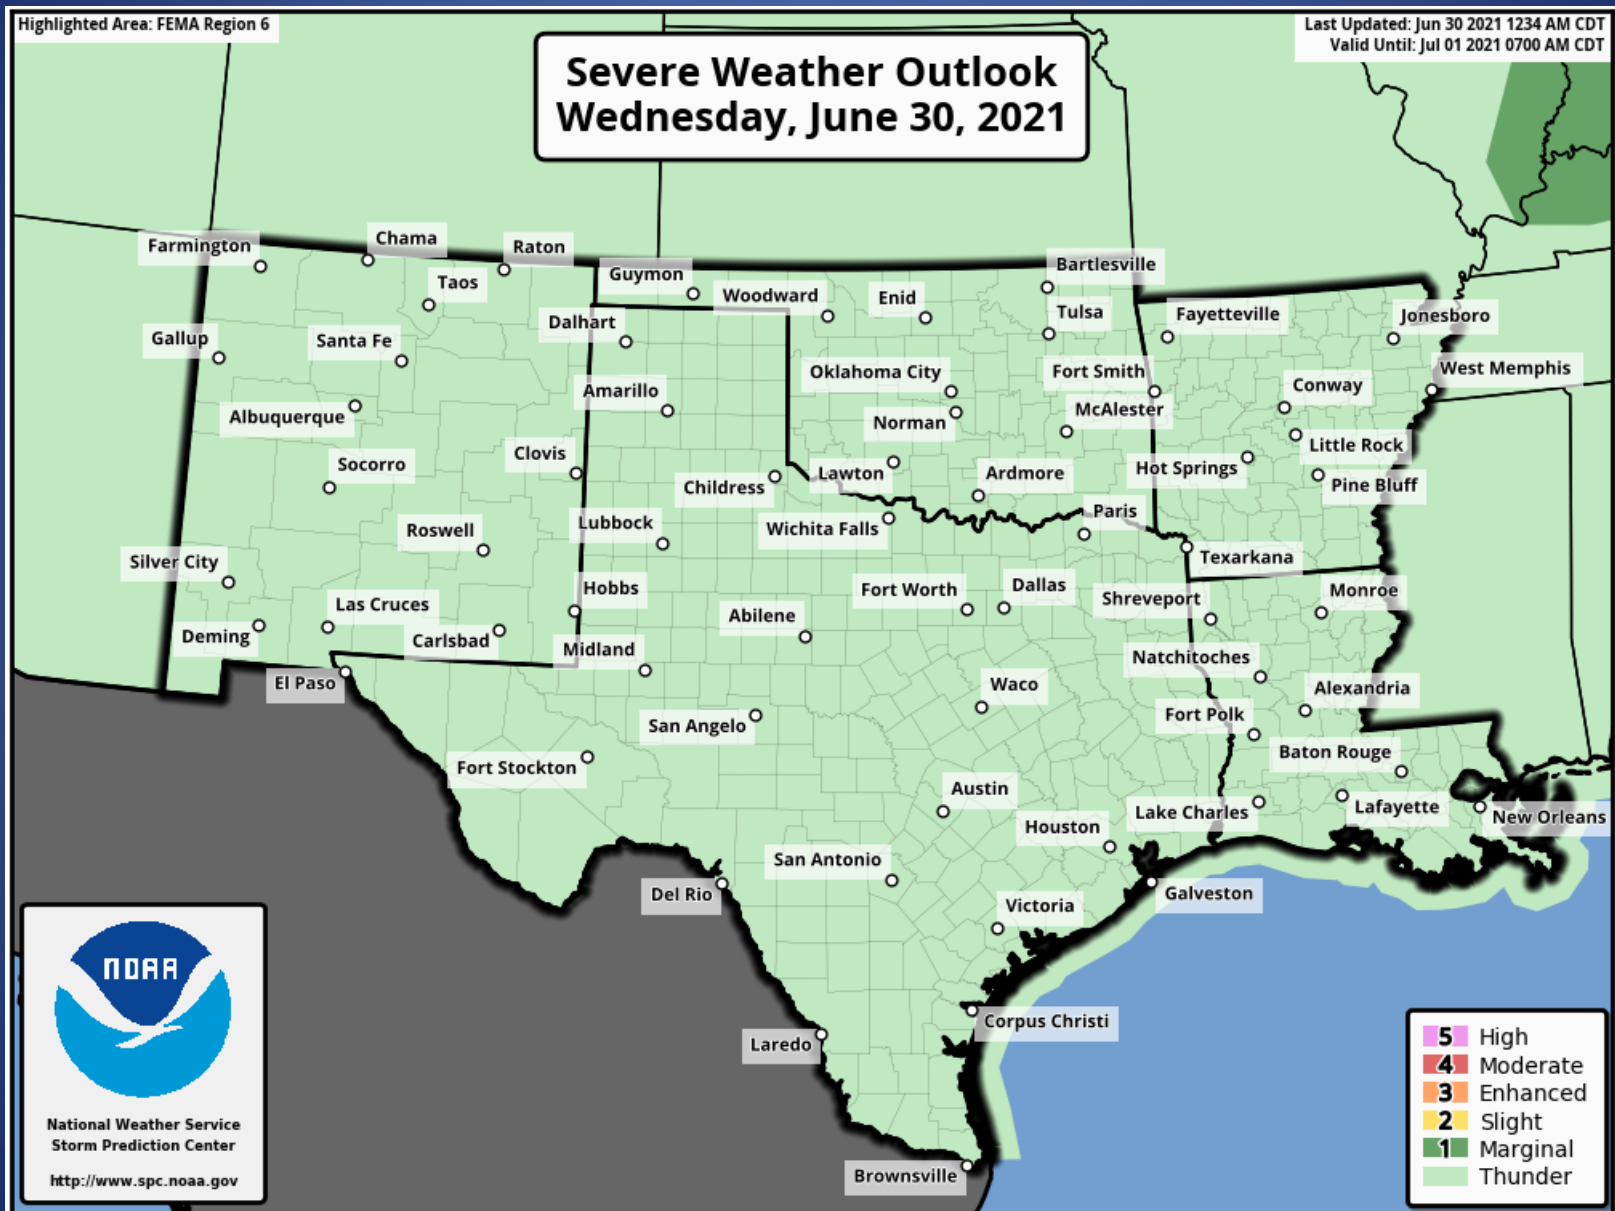 Highlighted Area: FEMA Region 6
Last Updated: Jun 30 2021 1234 AM CDT
Valid Until: Jul 01 2021 0700 AM CDT
Severe Weather Outlook
Wednesday, June 30, 2021
Farmington
Chama
Raton
Taos
Guymon
Woodward
Enid
Bartlesville
Tulsa
Fayetteville
Jonesboro
Gallup
Santa Fe
Dalhart
Oklahoma City
Fort Smith
West Memphis
Conway
Amarillo
Albuquerque
Norman
McAlester
Little Rock
Socorro
Clovis
Childress
Lawton
Ardmore
Hot Springs
Pine Bluff
Roswell
Lubbock
Wichita Falls
Paris
Texarkana
Silver City
Hobbs
Fort Worth
Dallas
Shreveport
Monroe
Las Cruces
Deming
Carlsbad
Midland
Abilene
Natchitoches
El Paso
San Angelo
Waco
Alexandria
Fort Polk
Baton Rouge
Fort Stockton
Austin
Houston
Lake Charles
Lafayette
New Orleans
San Antonio
Del Rio
Victoria
Galveston
Corpus Christi
Laredo
Brownsville
NOAA
National Weather Service
Storm Prediction Center
http://www.spc.noaa.gov
5 High
4 Moderate
3 Enhanced
2 Slight
1 Marginal
Thunder